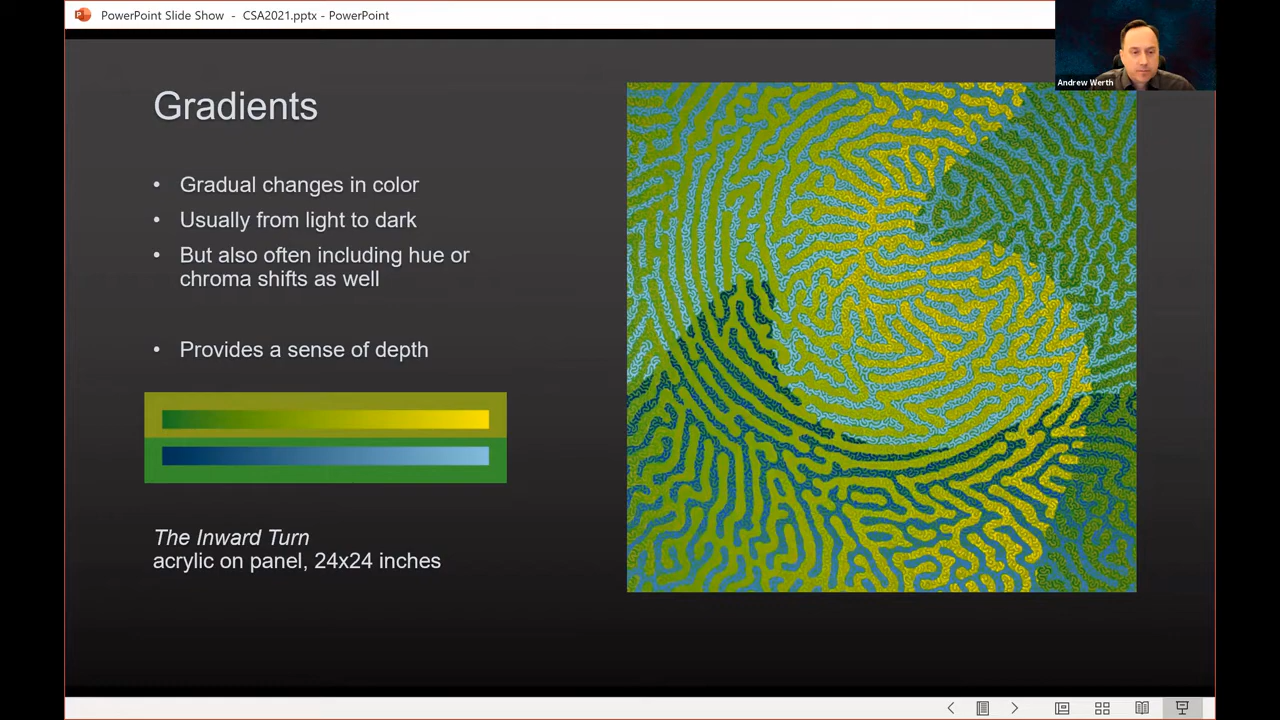 PowerPoint Slide Show - CSA2021.pptx - PowerPoint
Andrew Werth
Gradients
• Gradual changes in color
• Usually from light to dark
• But also often including hue or
chroma shifts as well
• Provides a sense of depth
The Inward Turn
acrylic on panel, 24x24 inches